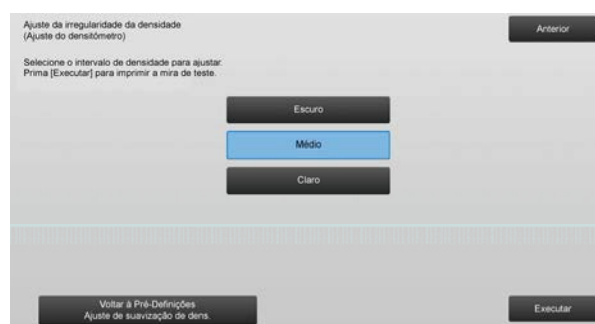 Ajuste da irregularidade da densidade
(Ajuste do densitómetro)
Anterior
Selecione o intervalo de densidade para ajustar.
Prima [Executar] para imprimir a mira de teste.
Escuro
Médio
Claro
Voltar à Pré-Definições
Ajuste de suavização de dens.
Executar